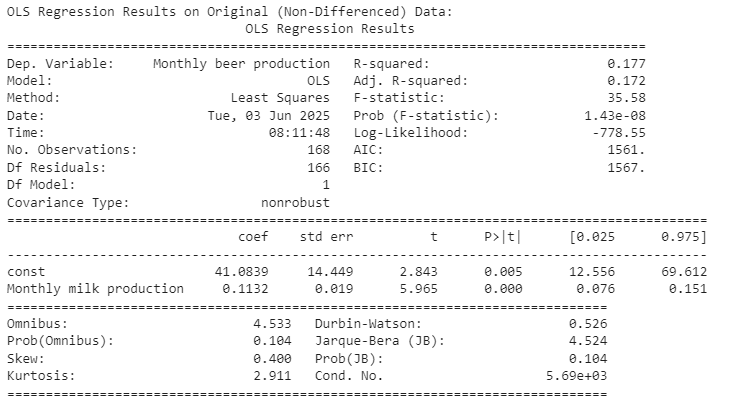 OLS Regression Results on Original (Non-Differenced) Data:
                            OLS Regression Results
===================================================================================
Dep. Variable:     Monthly beer production   R-squared:                       0.177
Model:                                 OLS   Adj. R-squared:                  0.172
Method:                      Least Squares   F-statistic:                     35.58
Date:                     Tue, 03 Jun 2025   Prob (F-statistic):           1.43e-08
Time:                             08:11:48   Log-Likelihood:                -778.55
No. Observations:                      168   AIC:                             1561.
Df Residuals:                          166   BIC:                             1567.
Df Model:                                1
Covariance Type:                 nonrobust
===========================================================================================
                              coef    std err          t      P>|t|      [0.025      0.975]
-------------------------------------------------------------------------------------------
const                      41.0839     14.449      2.843      0.005      12.556      69.612
Monthly milk production     0.1132      0.019      5.965      0.000       0.076       0.151
==============================================================================
Omnibus:                        4.533   Durbin-Watson:                   0.526
Prob(Omnibus):                  0.104   Jarque-Bera (JB):                4.524
Skew:                           0.400   Prob(JB):                        0.104
Kurtosis:                       2.911   Cond. No.                     5.69e+03
==============================================================================